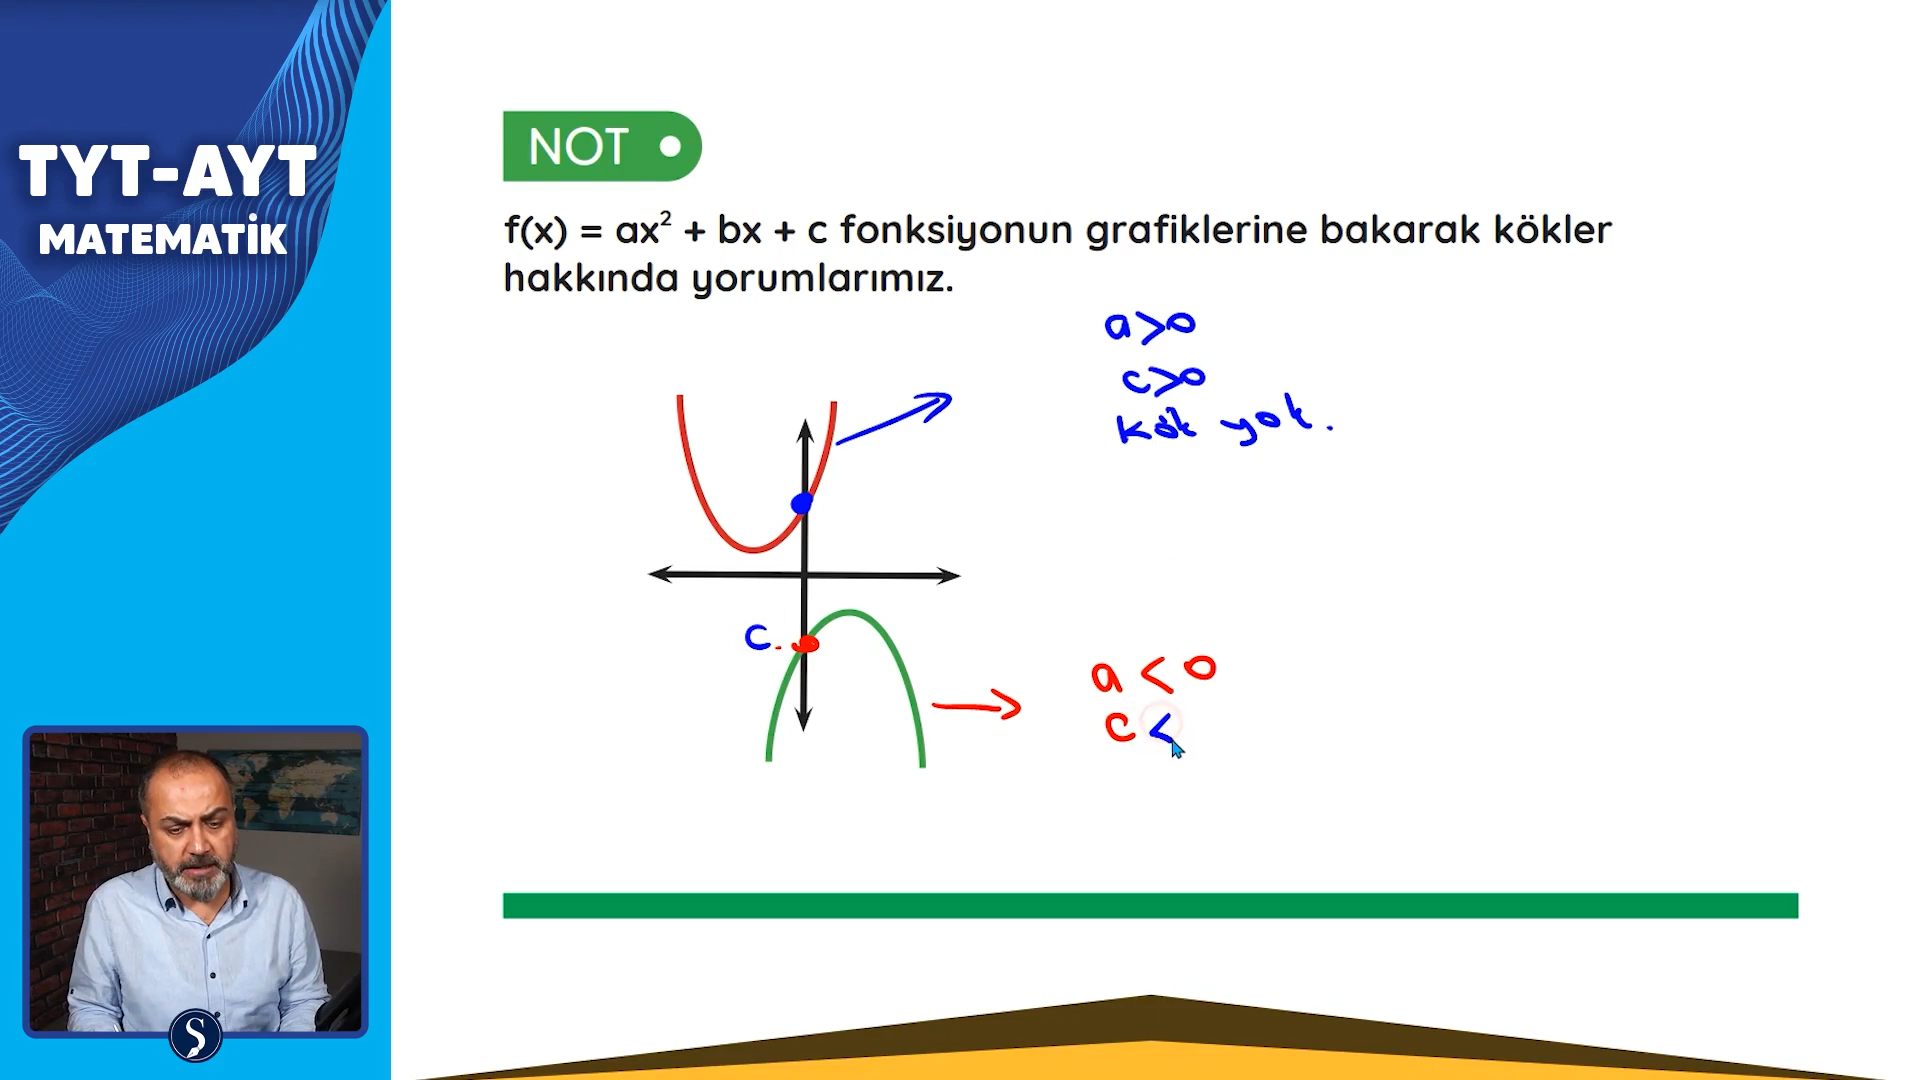 TYT-AYT
MATEMATİK
NOT
f(x) = ax² + bx + c fonksiyonun grafiklerine bakarak kökler
hakkında yorumlarımız.
a>0
c>0
kök yok.
c
a<0
c<
S